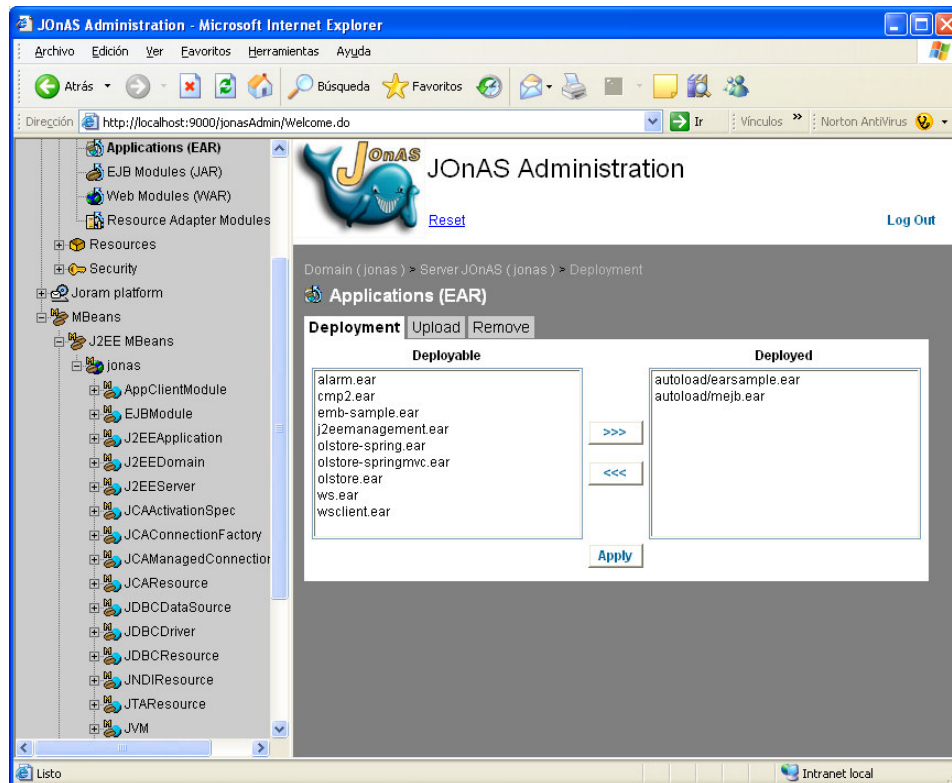 JOnAS Administration - Microsoft Internet Explorer
Archivo Edición Ver Favoritos Herramientas Ayuda
Atrás Búsqueda Favoritos
Dirección http://localhost:9000/jonasAdmin/Welcome.do Ir Vínculos » Norton AntiVirus
Applications (EAR)
EJB Modules (JAR)
Web Modules (WAR)
Resource Adapter Modules
Resources
Security
Joram platform
MBeans
J2EE MBeans
jonas
AppClientModule
EJBModule
J2EEApplication
J2EEDomain
J2EEServer
JCAActivationSpec
JCAConnectionFactory
JCAManagedConnection
JCAResource
JDBCDataSource
JDBCDriver
JDBCResource
JNDIResource
JTAResource
JVM
JOnAS
JOnAS Administration
Reset
Log Out
Domain ( jonas ) > Server JOnAS ( jonas ) > Deployment
Applications (EAR)
Deployment Upload Remove
Deployable
alarm.ear
cmp2.ear
emb-sample.ear
j2eemanagement.ear
olstore-spring.ear
olstore-springmvc.ear
olstore.ear
ws.ear
wsclient.ear
>>>
<<<
Apply
Deployed
autoload/earsample.ear
autoload/mejb.ear
Listo
Intranet local